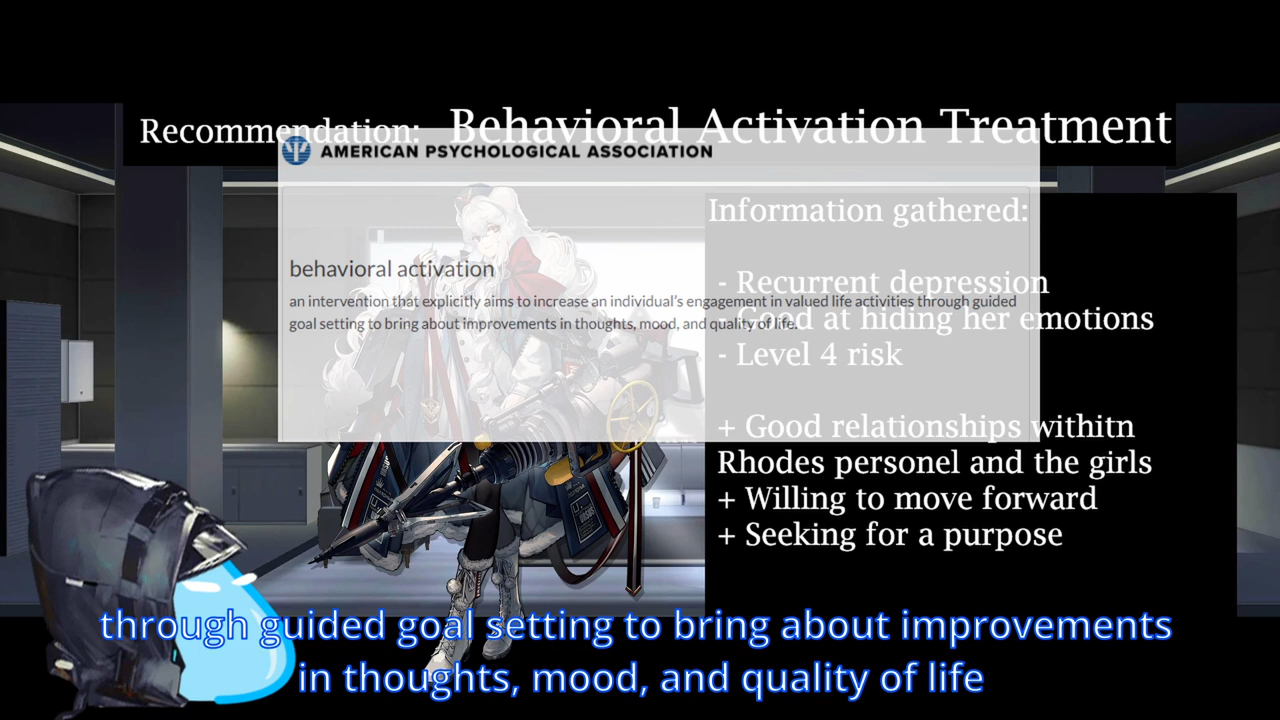 Recommendation: Behavioral Activation Treatment
AMERICAN PSYCHOLOGICAL ASSOCIATION
behavioral activation
an intervention that explicitly aims to increase an individual's engagement in valued life activities through guided
goal setting to bring about improvements in thoughts, mood, and quality of life.
Information gathered:
- Recurrent depression
- Good at hiding her emotions
- Level 4 risk
+ Good relationships withitn
Rhodes personel and the girls
+ Willing to move forward
+ Seeking for a purpose
through guided goal setting to bring about improvements
in thoughts, mood, and quality of life